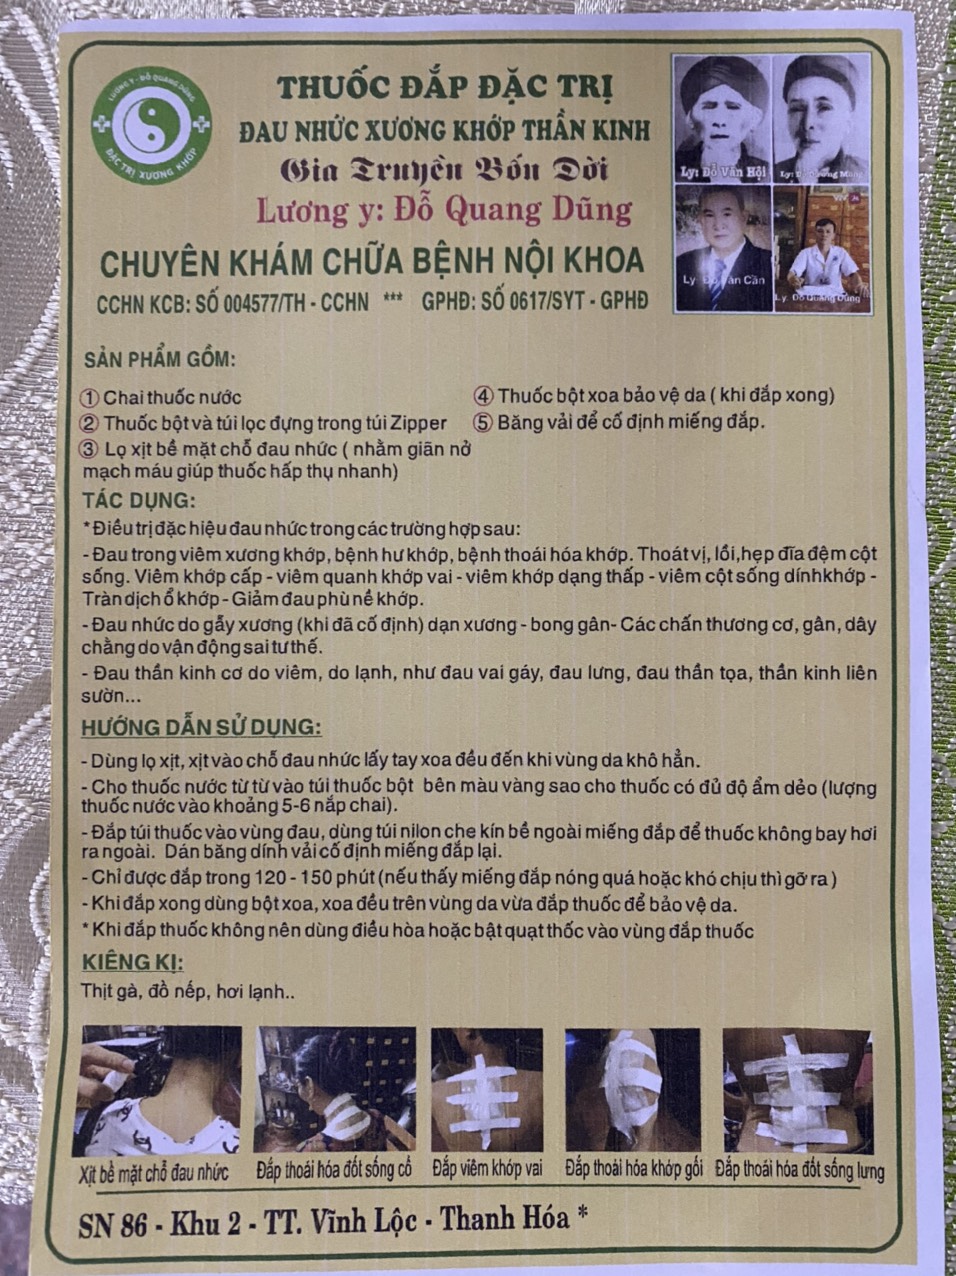 LƯƠNG Y - ĐỖ QUANG DŨNG
ĐẶC TRỊ XƯƠNG KHỚP
THUỐC ĐẮP ĐẶC TRỊ
ĐAU NHỨC XƯƠNG KHỚP THẦN KINH
Gia Truyền Bốn Đời
Lương y: Đỗ Quang Dũng
CHUYÊN KHÁM CHỮA BỆNH NỘI KHOA
CCHN KCB: SỐ 004577/TH - CCHN *** GPHĐ: SỐ 0617/SYT - GPHĐ
Ly: Đỗ Văn Hội
Ly:
Ly Văn Cần
Ly Đỗ Quang Dũng
SẢN PHẨM GỒM:
① Chai thuốc nước
② Thuốc bột và túi lọc đựng trong túi Zipper
③ Lọ xịt bề mặt chỗ đau nhức ( nhằm giãn nở
mạch máu giúp thuốc hấp thụ nhanh)
④ Thuốc bột xoa bảo vệ da ( khi đắp xong)
⑤ Băng vải để cố định miếng đắp.
TÁC DỤNG:
*Điều trị đặc hiệu đau nhức trong các trường hợp sau:
- Đau trong viêm xương khớp, bệnh hư khớp, bệnh thoái hóa khớp. Thoát vị, lồi,hẹp đĩa đệm cột
sống. Viêm khớp cấp - viêm quanh khớp vai - viêm khớp dạng thấp - viêm cột sống dính khớp -
Tràn dịch ổ khớp - Giảm đau phù nề khớp.
- Đau nhức do gẫy xương (khi đã cố định) dạn xương - bong gân- Các chấn thương cơ, gân, dây
chằng do vận động sai tư thế.
- Đau thần kinh cơ do viêm, do lạnh, như đau vai gáy, đau lưng, đau thần tọa, thần kinh liên
sườn...
HƯỚNG DẪN SỬ DỤNG:
- Dùng lọ xịt, xịt vào chỗ đau nhức lấy tay xoa đều đến khi vùng da khô hẳn.
- Cho thuốc nước từ từ vào túi thuốc bột bên màu vàng sao cho thuốc có đủ độ ẩm dẻo (lượng
thuốc nước vào khoảng 5-6 nắp chai).
- Đắp túi thuốc vào vùng đau, dùng túi nilon che kín bề ngoài miếng đắp để thuốc không bay hơi
ra ngoài. Dán băng dính vải cố định miếng đắp lại.
- Chỉ được đắp trong 120 - 150 phút (nếu thấy miếng đắp nóng quá hoặc khó chịu thì gỡ ra )
- Khi đắp xong dùng bột xoa, xoa đều trên vùng da vừa đắp thuốc để bảo vệ da.
* Khi đắp thuốc không nên dùng điều hòa hoặc bật quạt thốc vào vùng đắp thuốc
KIÊNG KỊ:
Thịt gà, đồ nếp, hơi lạnh..
Xịt bề mặt chỗ đau nhức
Đắp thoái hóa đốt sống cổ
Đắp viêm khớp vai
Đắp thoái hóa khớp gối
Đắp thoái hóa đốt sống lưng
SN 86 - Khu 2 - TT. Vĩnh Lộc - Thanh Hóa *